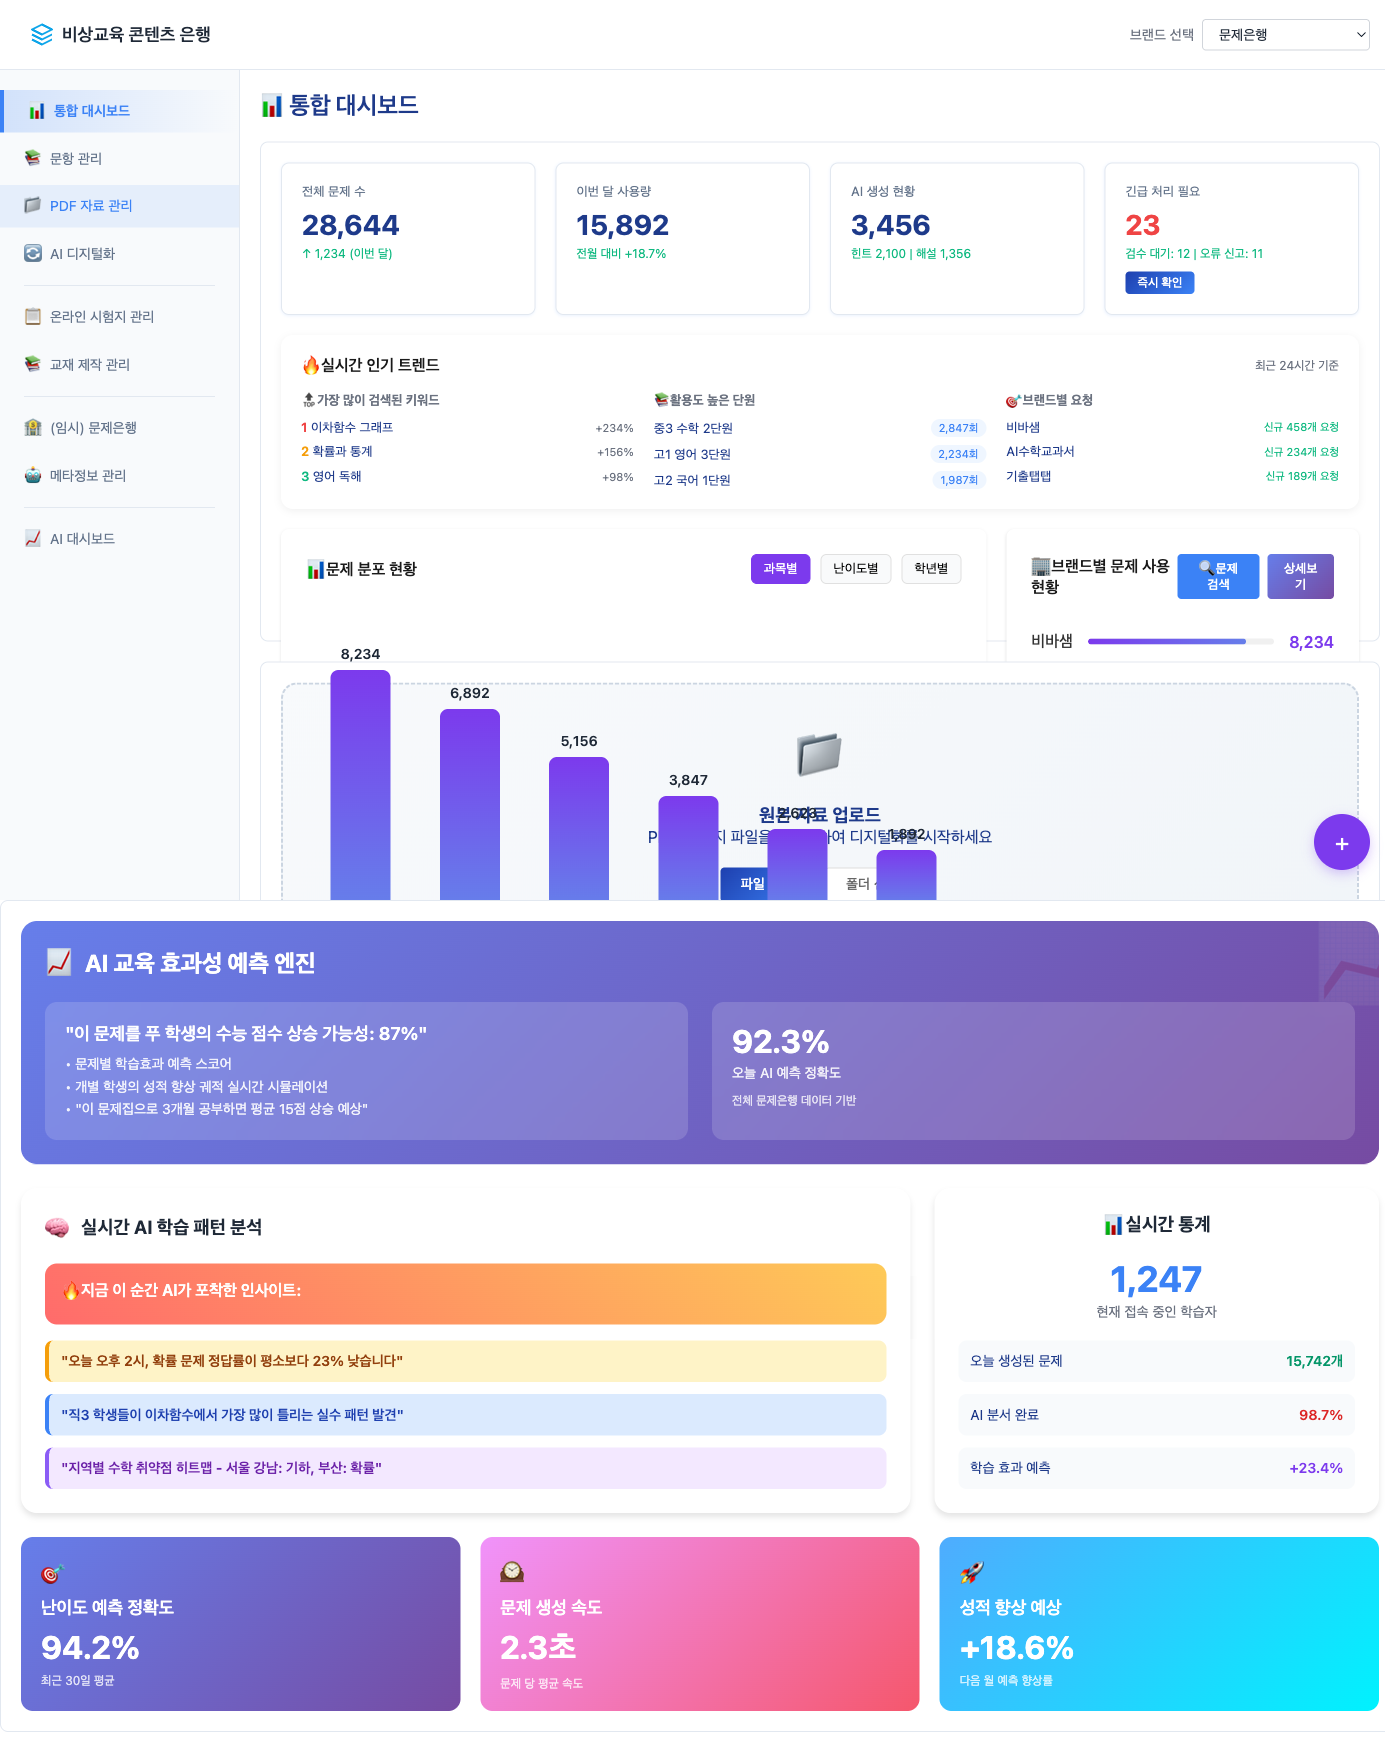 비상교육 콘텐츠 은행
브랜드 선택
문제은행
통합 대시보드
문항 관리
PDF 자료 관리
AI 디지털화
온라인 시험지 관리
교재 제작 관리
(임시) 문제은행
메타정보 관리
AI 대시보드
통합 대시보드
전체 문제 수
28,644
↑ 1,234 (이번 달)
이번 달 사용량
15,892
전월 대비 +18.7%
AI 생성 현황
3,456
힌트 2,100 | 해설 1,356
긴급 처리 필요
23
검수 대기: 12 | 오류 신고: 11
즉시 확인
실시간 인기 트렌드
최근 24시간 기준
가장 많이 검색된 키워드
1 이차함수 그래프 +234%
2 확률과 통계 +156%
3 영어 독해 +98%
활용도 높은 단원
중3 수학 2단원 2,847회
고1 영어 3단원 2,234회
고2 국어 1단원 1,987회
브랜드별 요청
비바샘 신규 458개 요청
AI수학교과서 신규 234개 요청
기출탭탭 신규 189개 요청
문제 분포 현황
과목별
난이도별
학년별
브랜드별 문제 사용
현황
문제
검색
상세보
기
비바샘 8,234
8,234
6,892
5,156
3,847
1,892
원본 자료 업로드
파일을 하여 디지털화를 시작하세요
파일
폴더
+
AI 교육 효과성 예측 엔진
"이 문제를 푸 학생의 수능 점수 상승 가능성: 87%"
• 문제별 학습효과 예측 스코어
• 개별 학생의 성적 향상 궤적 실시간 시뮬레이션
• "이 문제집으로 3개월 공부하면 평균 15점 상승 예상"
92.3%
오늘 AI 예측 정확도
전체 문제은행 데이터 기반
실시간 AI 학습 패턴 분석
지금 이 순간 AI가 포착한 인사이트:
"오늘 오후 2시, 확률 문제 정답률이 평소보다 23% 낮습니다"
"직3 학생들이 이차함수에서 가장 많이 틀리는 실수 패턴 발견"
"지역별 수학 취약점 히트맵 - 서울 강남: 기하, 부산: 확률"
실시간 통계
1,247
현재 접속 중인 학습자
오늘 생성된 문제 15,742개
AI 분서 완료 98.7%
학습 효과 예측 +23.4%
난이도 예측 정확도
94.2%
최근 30일 평균
문제 생성 속도
2.3초
문제 당 평균 속도
성적 향상 예상
+18.6%
다음 월 예측 향상률